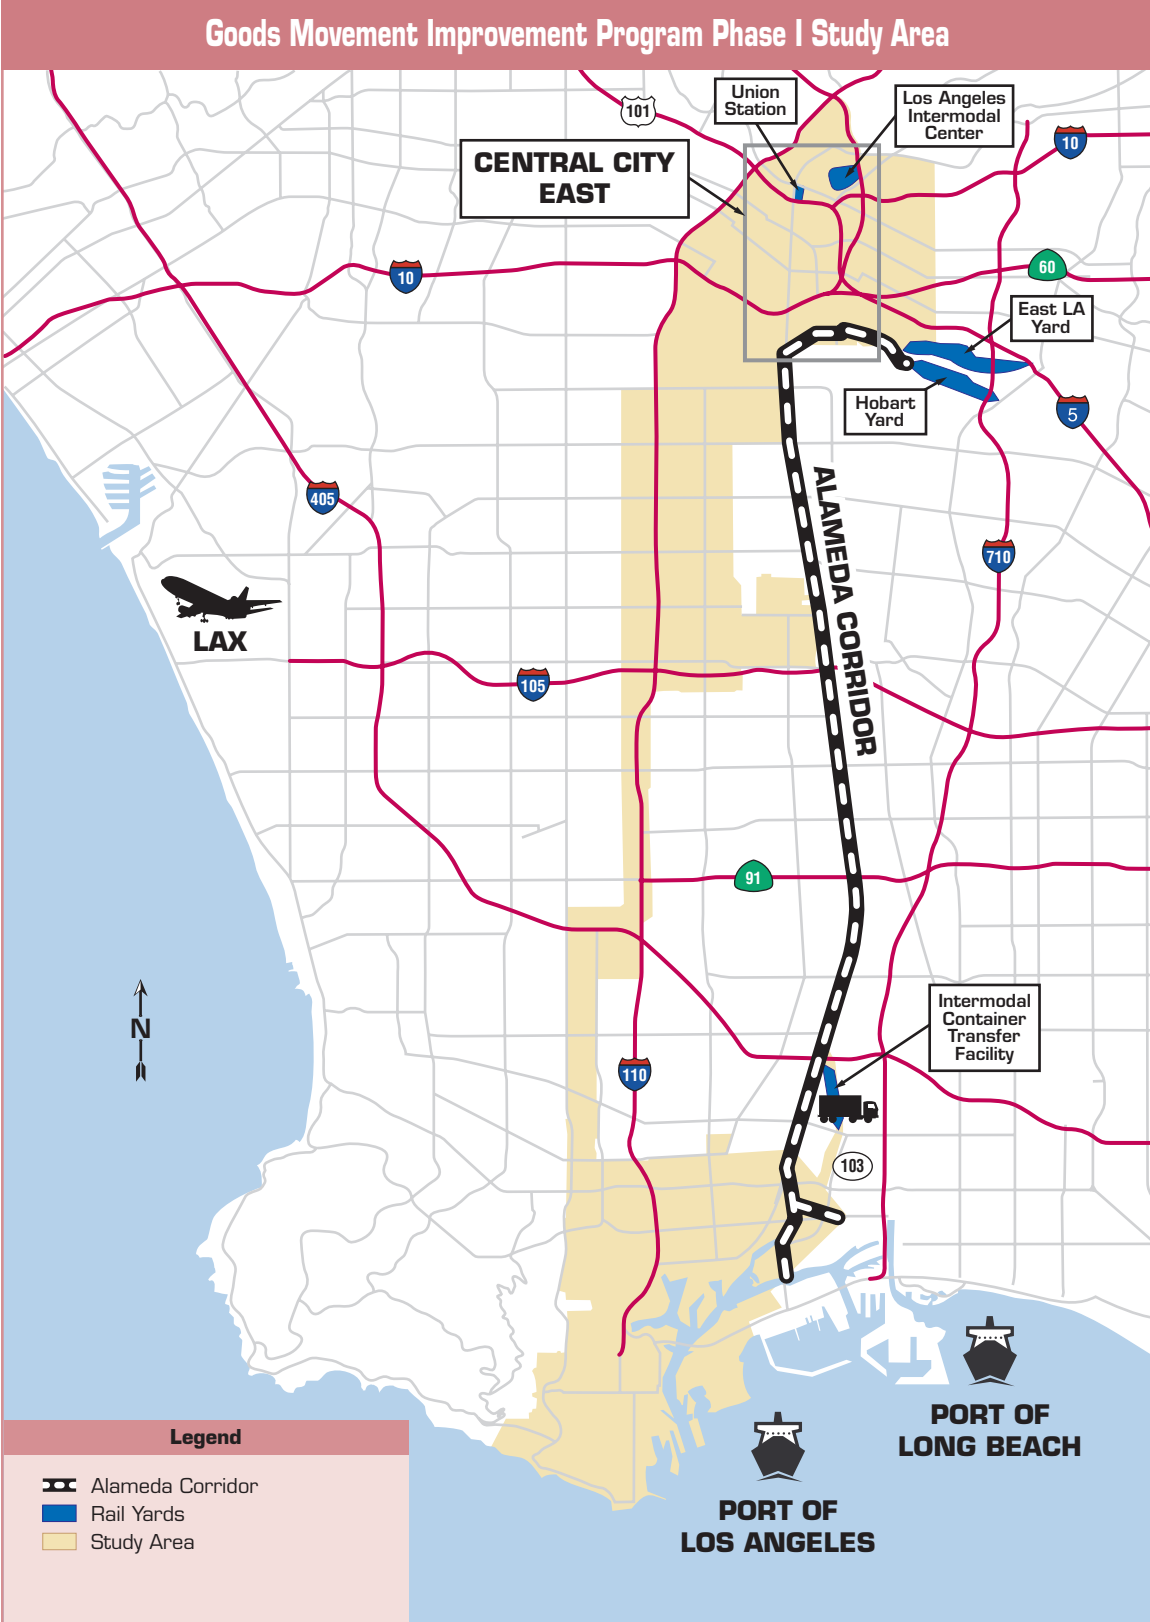 Goods Movement Improvement Program Phase I Study Area
101
Union
Station
Los Angeles
Intermodal
Center
10
CENTRAL CITY
EAST
10
60
East LA
Yard
Hobart
Yard
5
405
ALAMEDA CORRIDOR
710
LAX
105
91
N
Intermodal
Container
Transfer
Facility
110
103
PORT OF
LONG BEACH
PORT OF
LOS ANGELES
Legend
Alameda Corridor
Rail Yards
Study Area